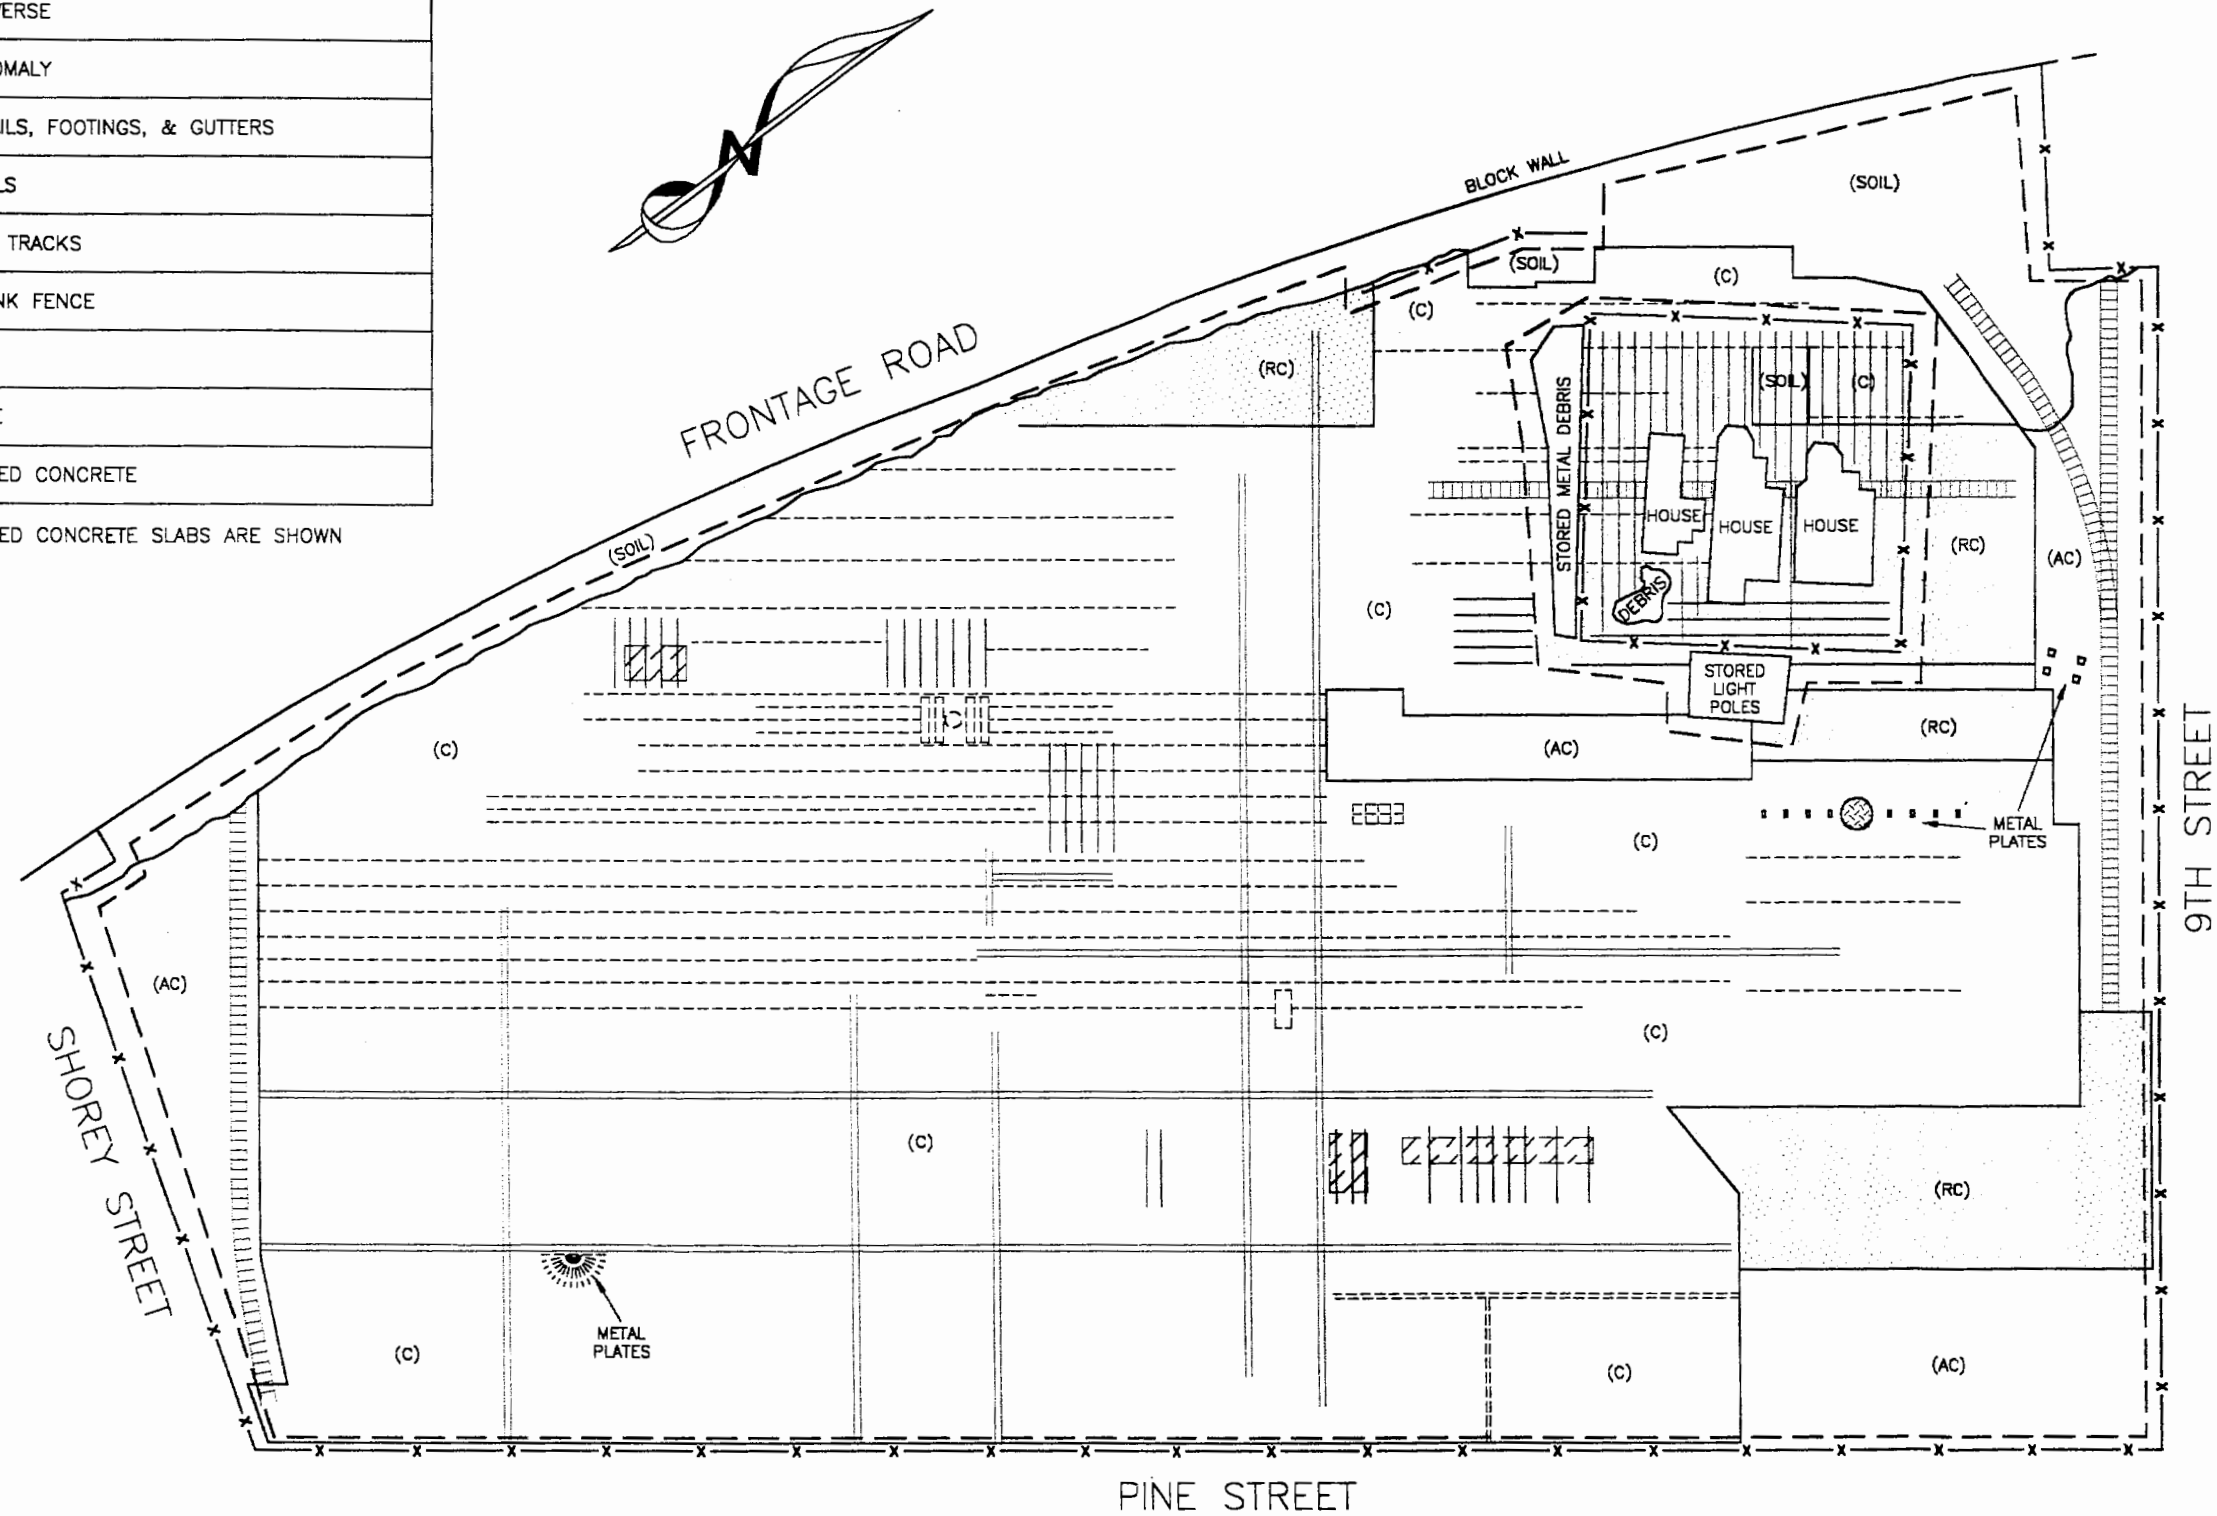 OMALY
ILS, FOOTINGS, & GUTTERS
LS
TRACKS
NK FENCE
ED CONCRETE
ED CONCRETE SLABS ARE SHOWN
N
BLOCK WALL
(SOIL)
(SOIL)
(C)
(C)
FRONTAGE ROAD
(RC)
(SOIL)
(C)
STORED METAL DEBRIS
HOUSE
HOUSE
HOUSE
(SOIL)
(RC)
(AC)
DEBRIS
(C)
STORED
LIGHT
POLES
(RC)
(C)
(AC)
9TH STREET
METAL
PLATES
(C)
(AC)
(C)
SHOREY STREET
(C)
(RC)
METAL
PLATES
(C)
(C)
(AC)
PINE STREET